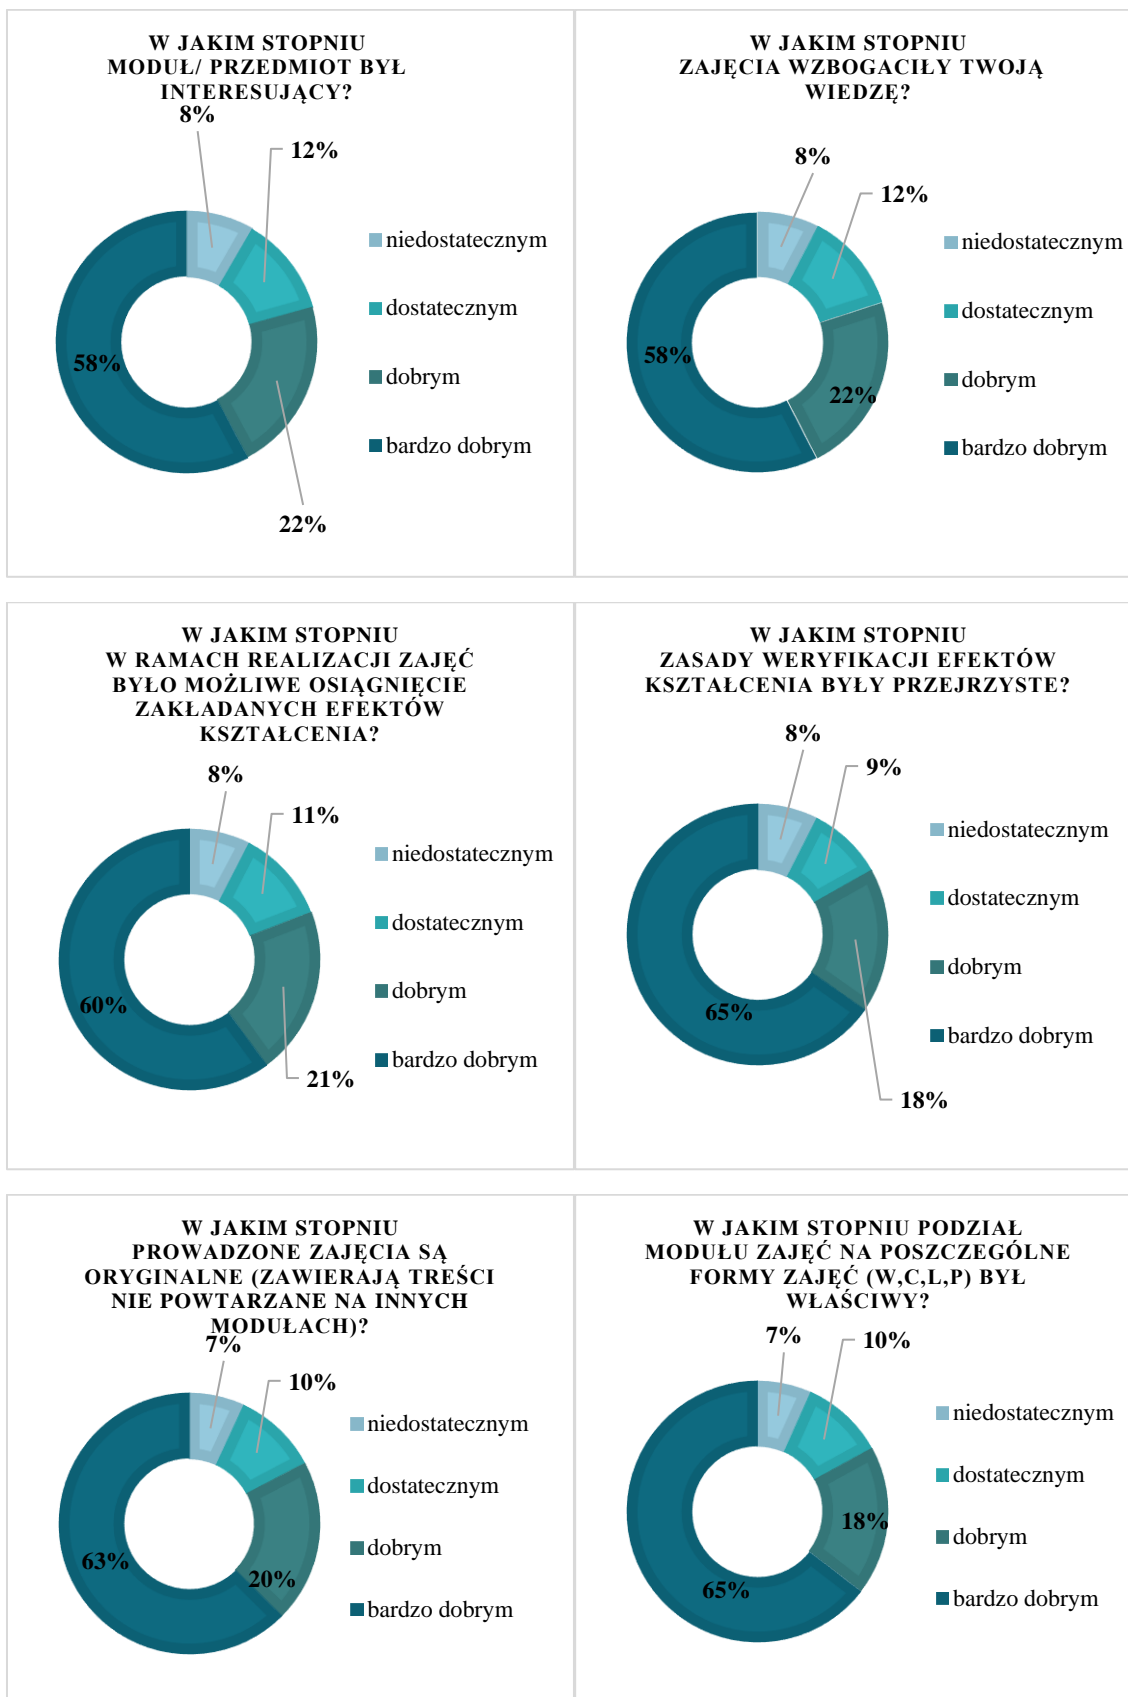 W JAKIM STOPNIU
MODUŁ/ PRZEDMIOT BYŁ
INTERESUJĄCY?
8%
12%
58%
22%
niedostatecznym
dostatecznym
dobrym
bardzo dobrym
W JAKIM STOPNIU
ZAJĘCIA WZBOGACIŁY TWOJĄ
WIEDZĘ?
8%
12%
58%
22%
niedostatecznym
dostatecznym
dobrym
bardzo dobrym
W JAKIM STOPNIU
W RAMACH REALIZACJI ZAJĘĆ
BYŁO MOŻLIWE OSIĄGNIĘCIE
ZAKŁADANYCH EFEKTÓW
KSZTAŁCENIA?
8%
11%
60%
21%
niedostatecznym
dostatecznym
dobrym
bardzo dobrym
W JAKIM STOPNIU
ZASADY WERYFIKACJI EFEKTÓW
KSZTAŁCENIA BYŁY PRZEJRZYSTE?
8%
9%
65%
18%
niedostatecznym
dostatecznym
dobrym
bardzo dobrym
W JAKIM STOPNIU
PROWADZONE ZAJĘCIA SĄ
ORYGINALNE (ZAWIERAJĄ TREŚCI
NIE POWTARZANE NA INNYCH
MODUŁACH)?
7%
10%
63%
20%
niedostatecznym
dostatecznym
dobrym
bardzo dobrym
W JAKIM STOPNIU PODZIAŁ
MODUŁU ZAJĘĆ NA POSZCZEGÓLNE
FORMY ZAJĘĆ (W,C,L,P) BYŁ
WŁAŚCIWY?
7%
10%
18%
65%
niedostatecznym
dostatecznym
dobrym
bardzo dobrym